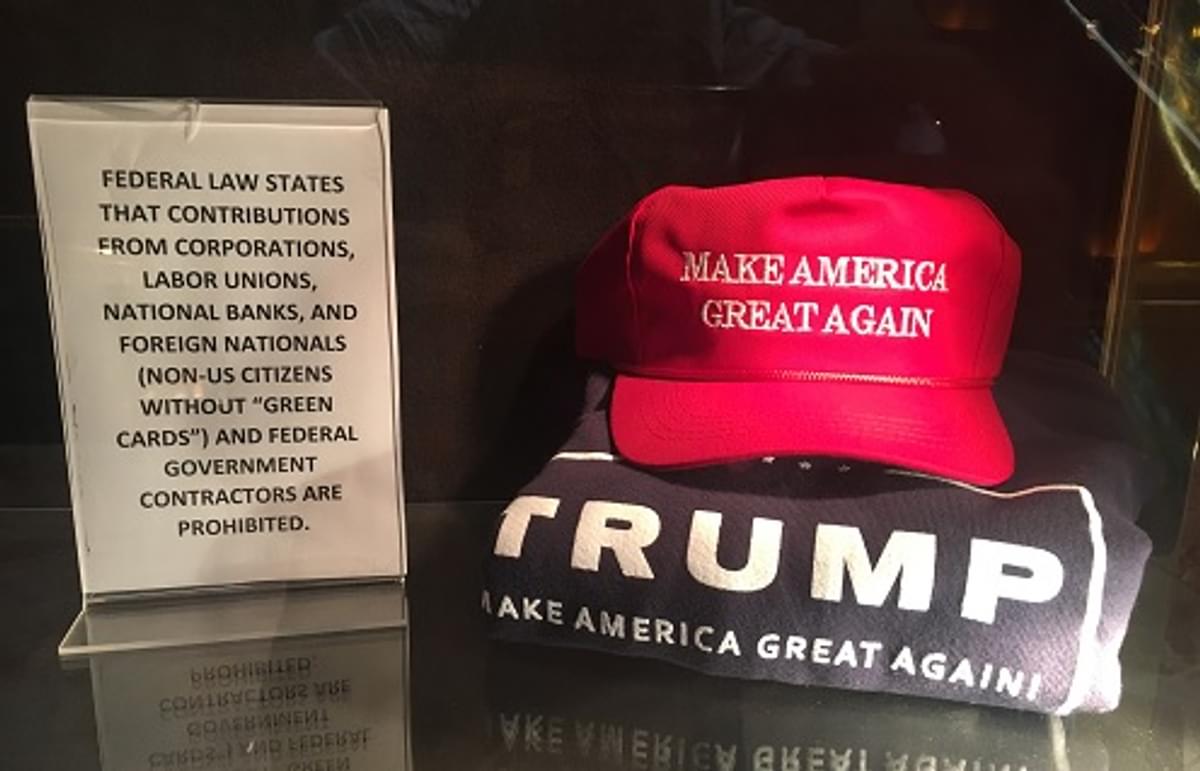 FEDERAL LAW STATES
THAT CONTRIBUTIONS
FROM CORPORATIONS,
LABOR UNIONS,
NATIONAL BANKS, AND
FOREIGN NATIONALS
(NON-US CITIZENS
WITHOUT “GREEN
CARDS”) AND FEDERAL
GOVERNMENT
CONTRACTORS ARE
PROHIBITED.
MAKE AMERICA
GREAT AGAIN
TRUMP
MAKE AMERICA GREAT AGAIN!